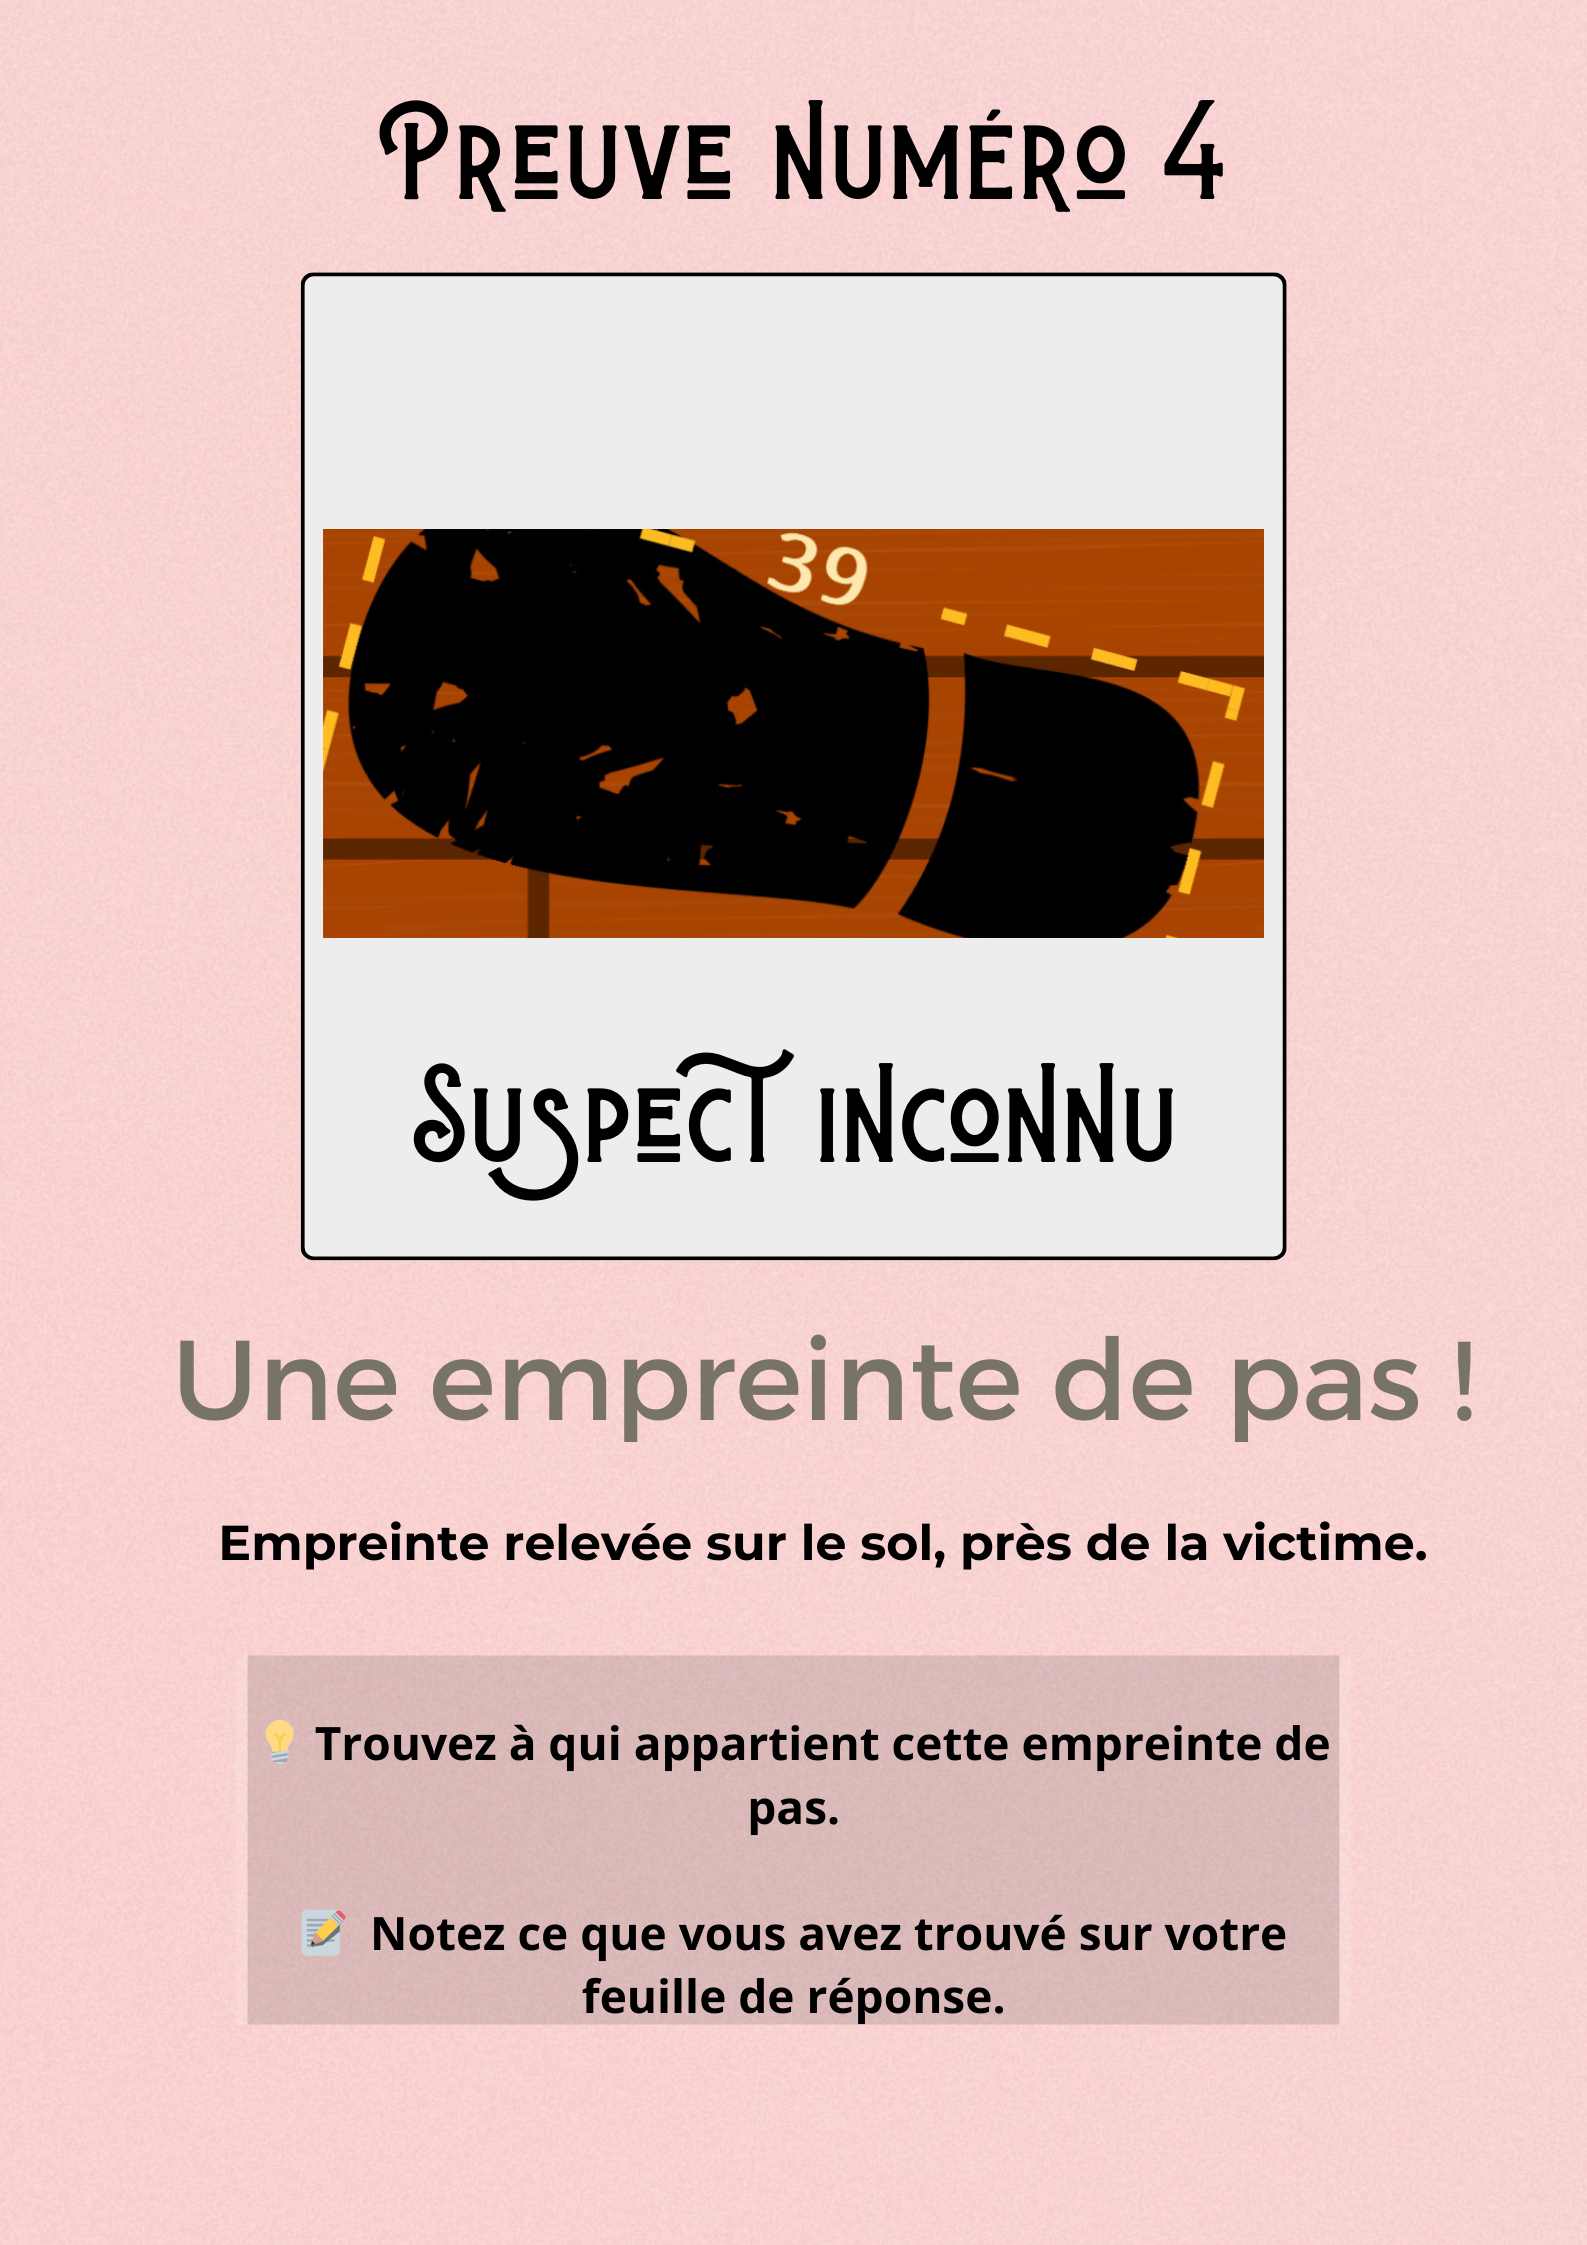 Preuve numéro 4
39
Suspect inconnu
Une empreinte de pas !
Empreinte relevée sur le sol, près de la victime.
💡 Trouvez à qui appartient cette empreinte de
pas.
📝 Notez ce que vous avez trouvé sur votre
feuille de réponse.